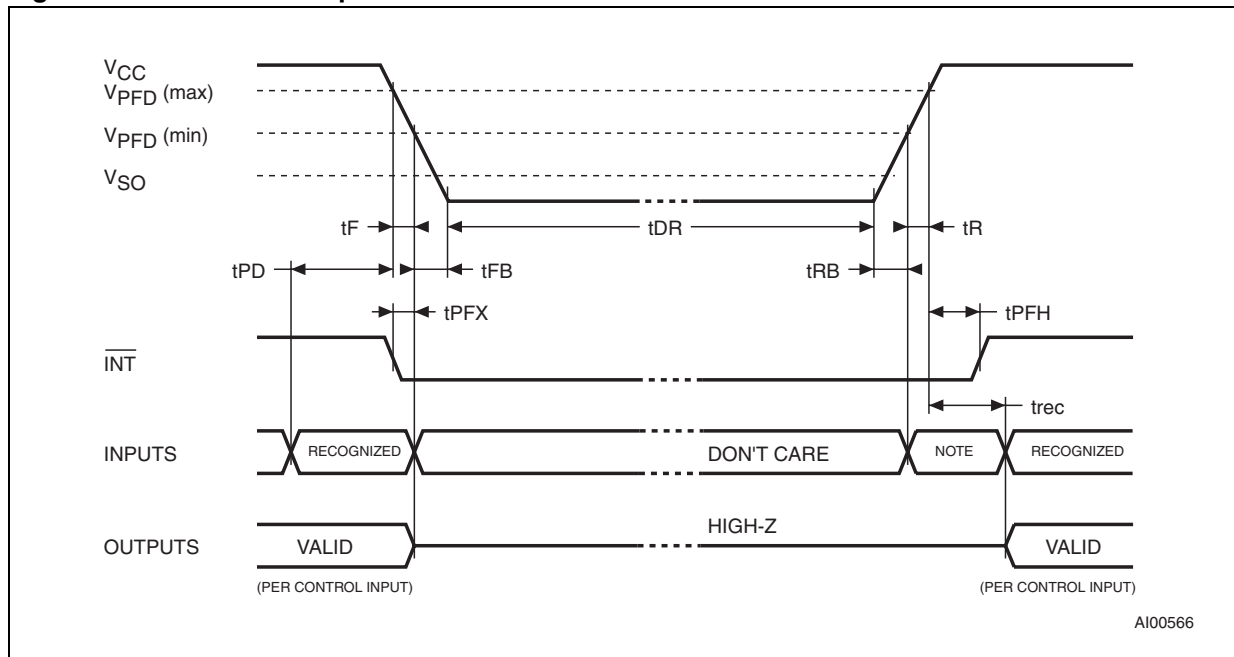 VCC
VPFD (max)
VPFD (min)
VSO
tF
tDR
tR
tPD
tFB
tRB
tPFX
tPFH
INT
trec
INPUTS
RECOGNIZED
DON'T CARE
NOTE
RECOGNIZED
HIGH-Z
OUTPUTS
VALID
VALID
(PER CONTROL INPUT)
(PER CONTROL INPUT)
AI00566